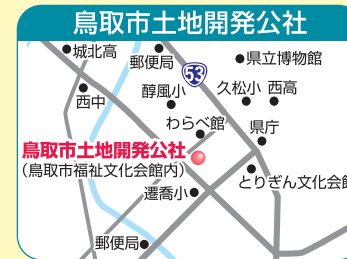 鳥取市土地開発公社
城北高
郵便局
53
県立博物館
西中
醇風小
久松小
西高
わらべ館
県庁
鳥取市土地開発公社
(鳥取市福祉文化会館内)
とりぎん文化会館
遷喬小
郵便局